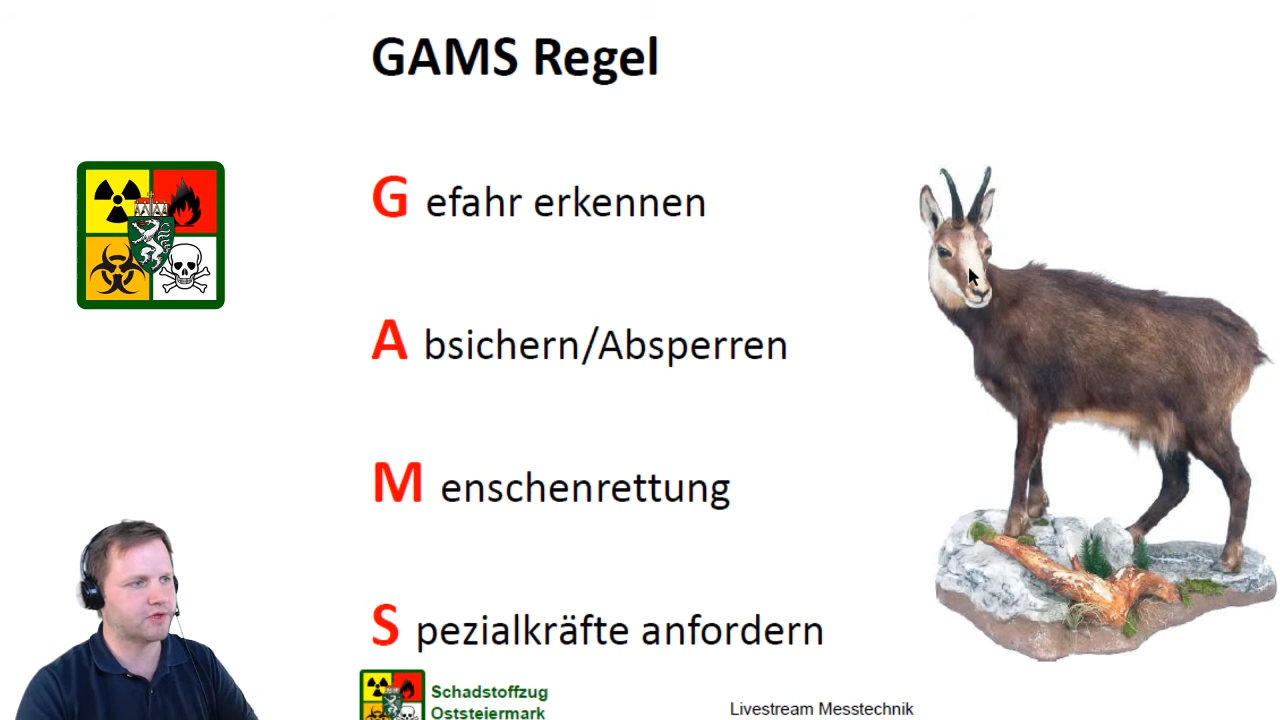 GAMS Regel
G efahr erkennen
A bsichern/Absperren
M enschenrettung
S pezialkräfte anfordern
Schadstoffzug
Oststeiermark
Livestream Messtechnik